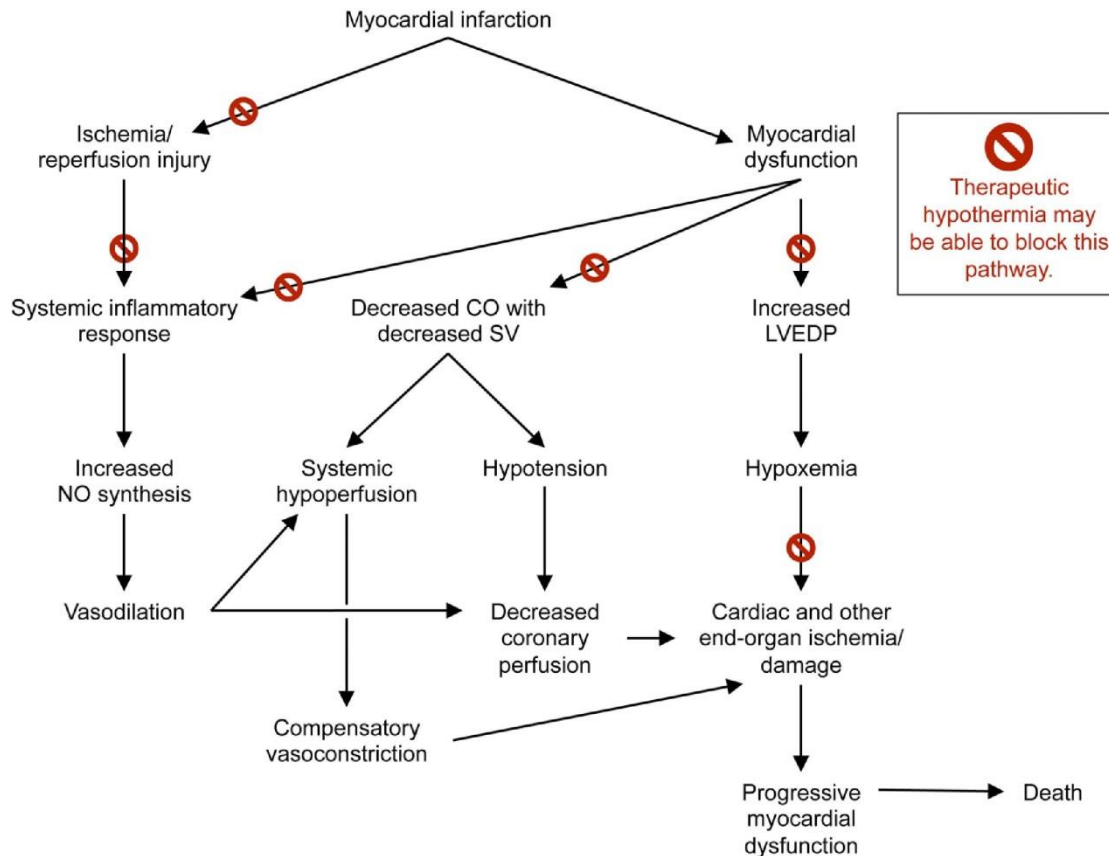 Myocardial infarction
Ischemia/
reperfusion injury
Myocardial
dysfunction
Therapeutic
hypothermia may
be able to block this
pathway.
Systemic inflammatory
response
Decreased CO with
decreased SV
Increased
LVEDP
Increased
NO synthesis
Systemic
hypoperfusion
Hypotension
Hypoxemia
Vasodilation
Decreased
coronary
perfusion
Cardiac and other
end-organ ischemia/
damage
Compensatory
vasoconstriction
Progressive
myocardial
dysfunction
Death